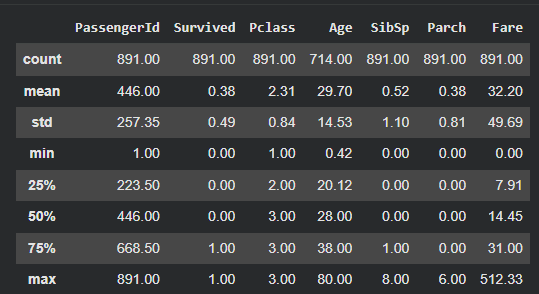 PassengerId Survived Pclass Age SibSp Parch Fare
count 891.00 891.00 891.00 714.00 891.00 891.00 891.00
mean 446.00 0.38 2.31 29.70 0.52 0.38 32.20
std 257.35 0.49 0.84 14.53 1.10 0.81 49.69
min 1.00 0.00 1.00 0.42 0.00 0.00 0.00
25% 223.50 0.00 2.00 20.12 0.00 0.00 7.91
50% 446.00 0.00 3.00 28.00 0.00 0.00 14.45
75% 668.50 1.00 3.00 38.00 1.00 0.00 31.00
max 891.00 1.00 3.00 80.00 8.00 6.00 512.33